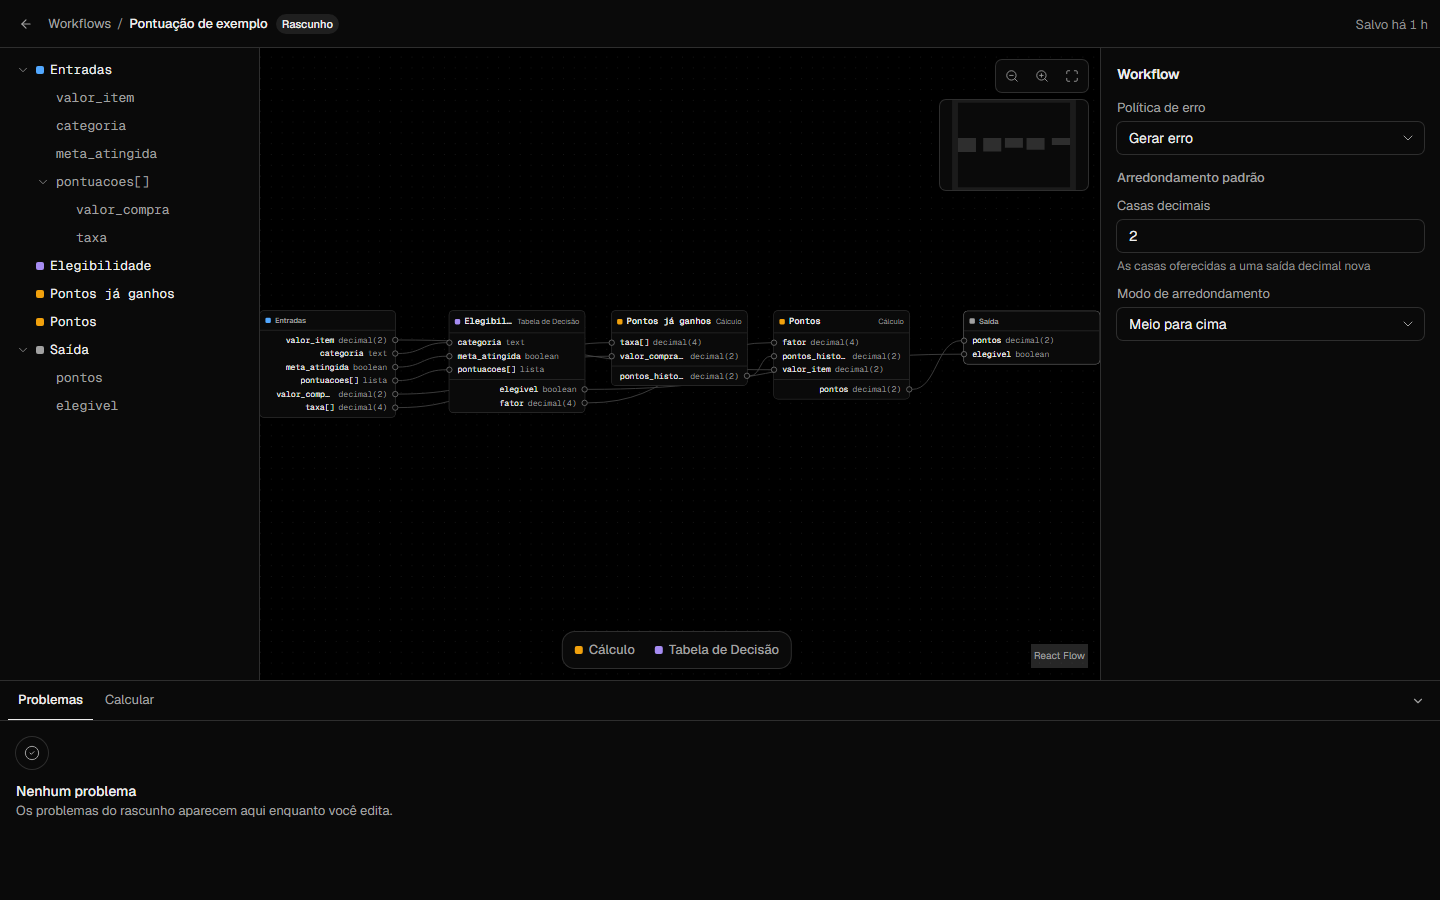 Workflows / Pontuação de exemplo Rascunho
Salvo há 1 h
Entradas
valor_item
categoria
meta_atingida
pontuacoes[]
valor_compra
taxa
Elegibilidade
Pontos já ganhos
Pontos
Saída
pontos
elegivel
Entradas
valor_item decimal(2)
categoria text
meta_atingida boolean
pontuacoes[] lista
valor_comp… decimal(2)
taxa[] decimal(4)
Elegibil… Tabela de Decisão
categoria text
meta_atingida boolean
pontuacoes[] lista
elegivel boolean
fator decimal(4)
Pontos já ganhos Cálculo
taxa[] decimal(4)
valor_compra… decimal(2)
pontos_histo… decimal(2)
Pontos Cálculo
fator decimal(4)
pontos_histo… decimal(2)
valor_item decimal(2)
pontos decimal(2)
Saída
pontos decimal(2)
elegivel boolean
Cálculo
Tabela de Decisão
React Flow
Workflow
Política de erro
Gerar erro
Arredondamento padrão
Casas decimais
2
As casas oferecidas a uma saída decimal nova
Modo de arredondamento
Meio para cima
Problemas
Calcular
Nenhum problema
Os problemas do rascunho aparecem aqui enquanto você edita.